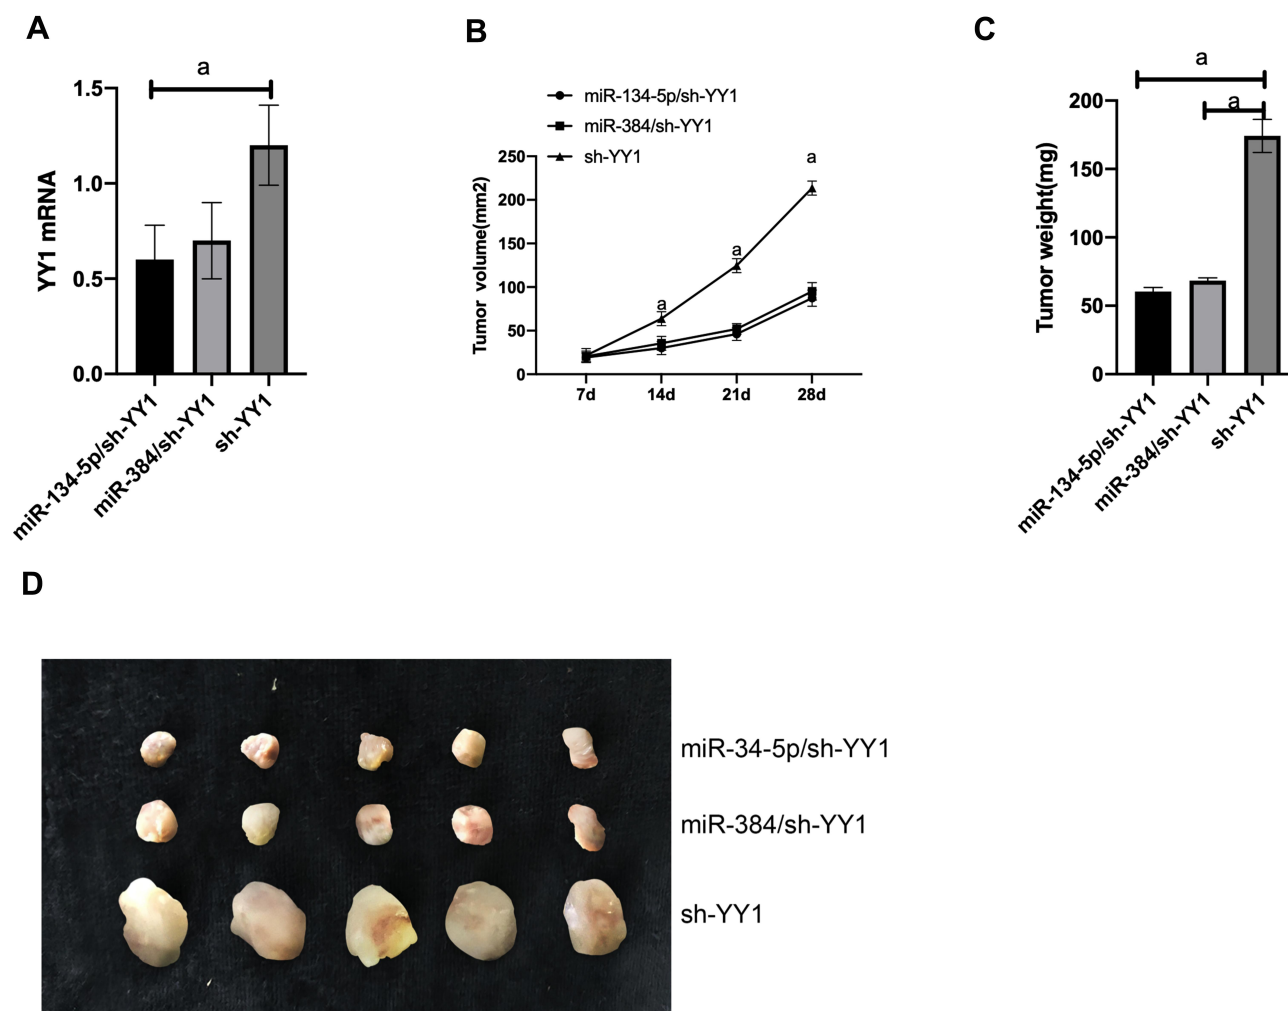 A
a
1.5
1.0
0.5
0.0
YY1 mRNA
miR-134-5p/sh-YY1
miR-384/sh-YY1
sh-YY1
B
miR-134-5p/sh-YY1
miR-384/sh-YY1
sh-YY1
250
200
150
100
50
0
Tumor volume(mm2)
a
a
a
7d
14d
21d
28d
C
a
a
200
150
100
50
0
Tumor weight(mg)
miR-134-5p/sh-YY1
miR-384/sh-YY1
sh-YY1
D
miR-34-5p/sh-YY1
miR-384/sh-YY1
sh-YY1